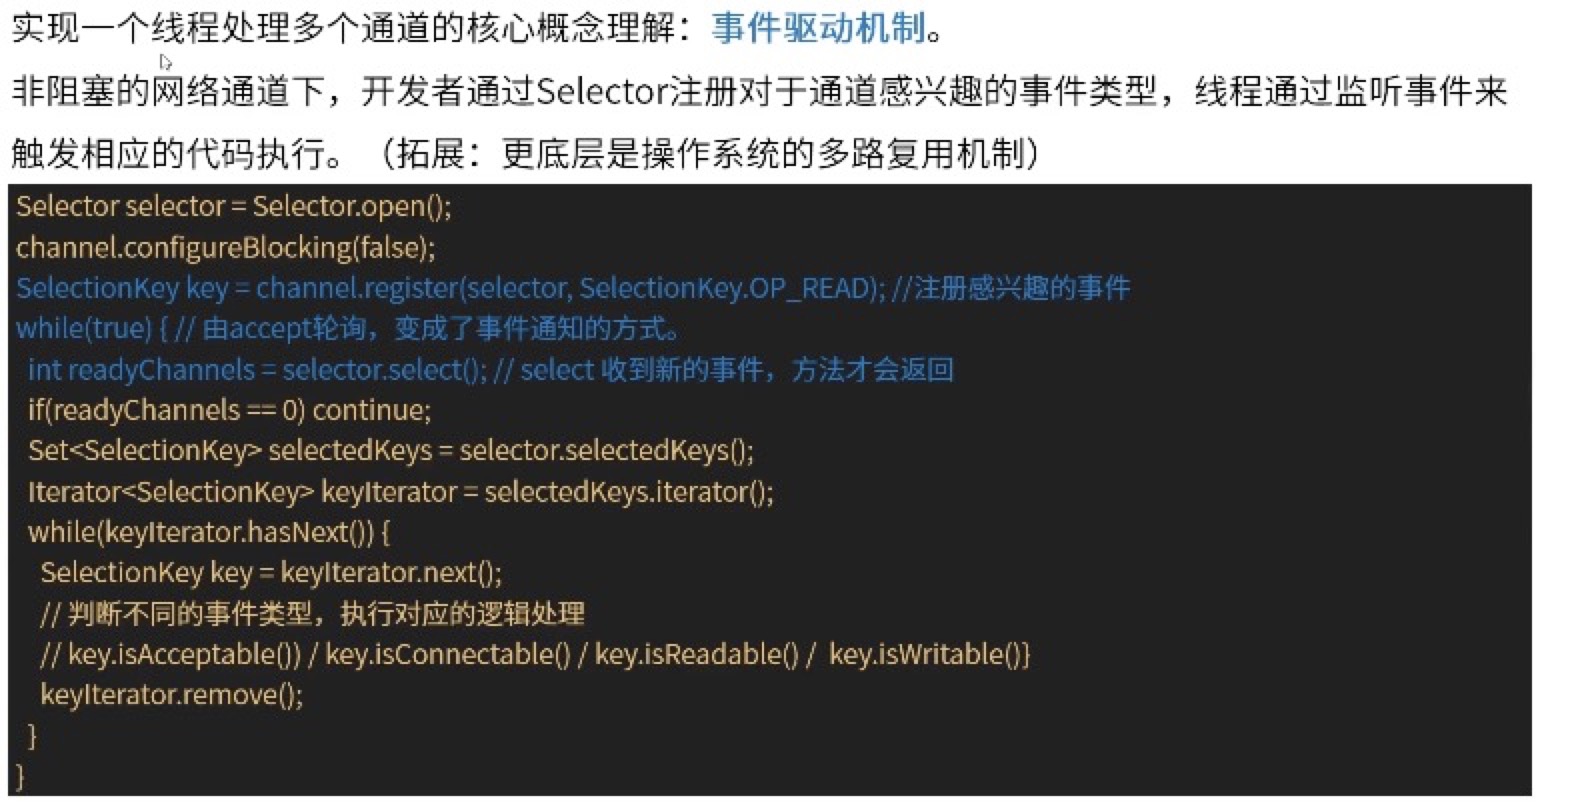 实现一个线程处理多个通道的核心概念理解：事件驱动机制。
非阻塞的网络通道下，开发者通过Selector注册对于通道感兴趣的事件类型，线程通过监听事件来
触发相应的代码执行。（拓展：更底层是操作系统的多路复用机制）
Selector selector = Selector.open();
channel.configureBlocking(false);
SelectionKey key = channel.register(selector, SelectionKey.OP_READ); //注册感兴趣的事件
while(true) { // 由accept轮询，变成了事件通知的方式。
int readyChannels = selector.select(); // select 收到新的事件，方法才会返回
if(readyChannels == 0) continue;
Set<SelectionKey> selectedKeys = selector.selectedKeys();
Iterator<SelectionKey> keyIterator = selectedKeys.iterator();
while(keyIterator.hasNext()) {
SelectionKey key = keyIterator.next();
// 判断不同的事件类型，执行对应的逻辑处理
// key.isAcceptable()) / key.isConnectable() / key.isReadable() / key.isWritable()}
keyIterator.remove();
}
}